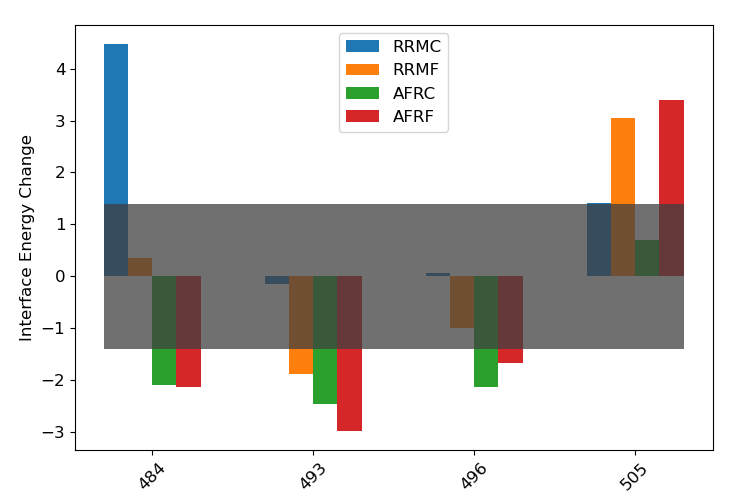 RRMC
RRMF
AFRC
AFRF
Interface Energy Change
4
3
2
1
0
−1
−2
−3
484
493
496
505